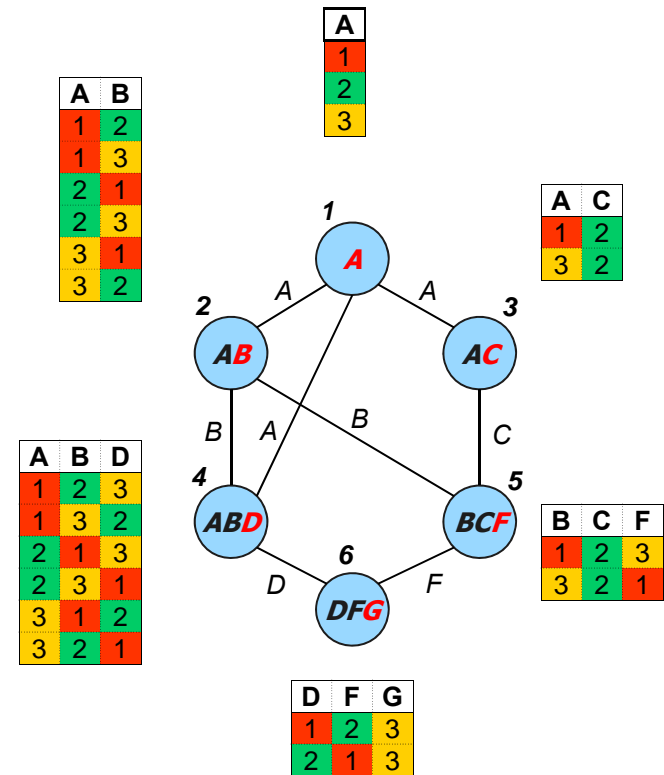 A
1
2
3
A B
1 2
1 3
2 1
2 3
3 1
3 2
A C
1 2
3 2
1
A
A A
2
AB
3
AC
B A B C
A B D
1 2 3
1 3 2
2 1 3
2 3 1
3 1 2
3 2 1
4
ABD
5
BCF
B C F
1 2 3
3 2 1
D F
6
DFG
D F G
1 2 3
2 1 3